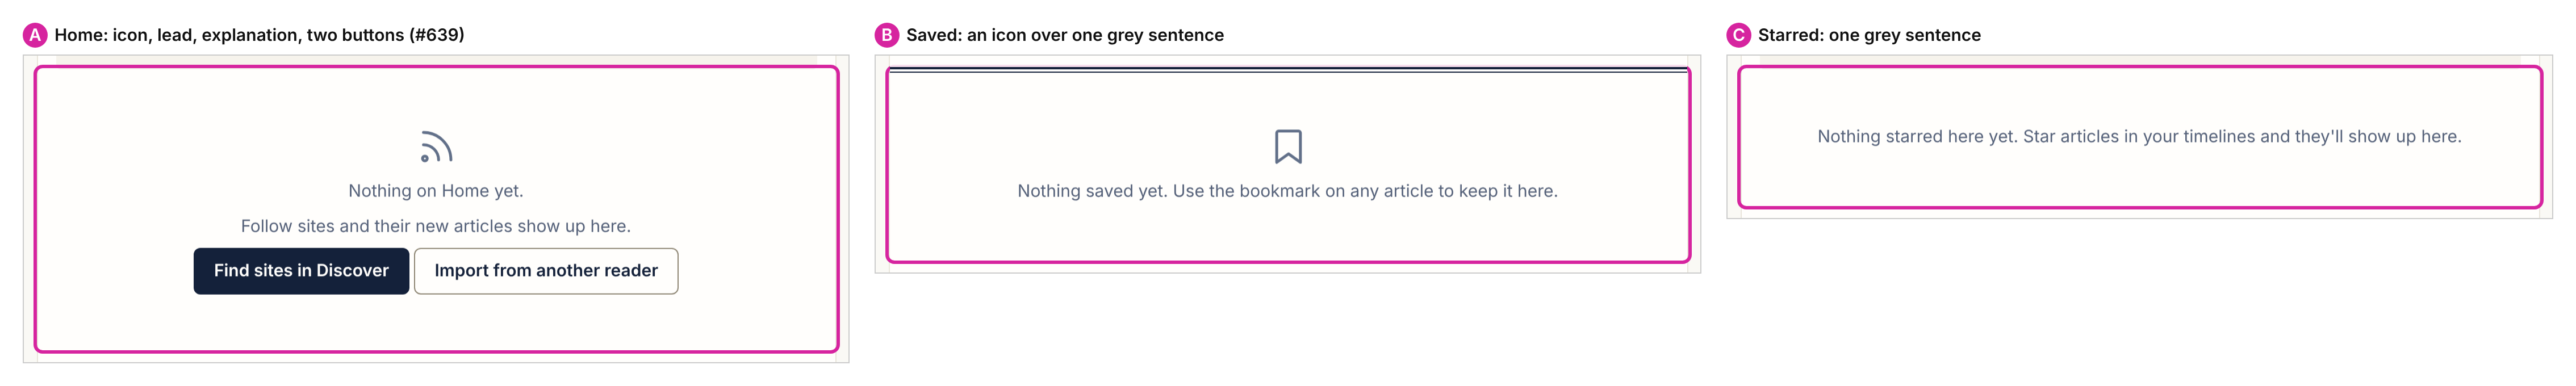 A Home: icon, lead, explanation, two buttons (#639)
Nothing on Home yet.
Follow sites and their new articles show up here.
Find sites in Discover
Import from another reader
B Saved: an icon over one grey sentence
Nothing saved yet. Use the bookmark on any article to keep it here.
C Starred: one grey sentence
Nothing starred here yet. Star articles in your timelines and they'll show up here.